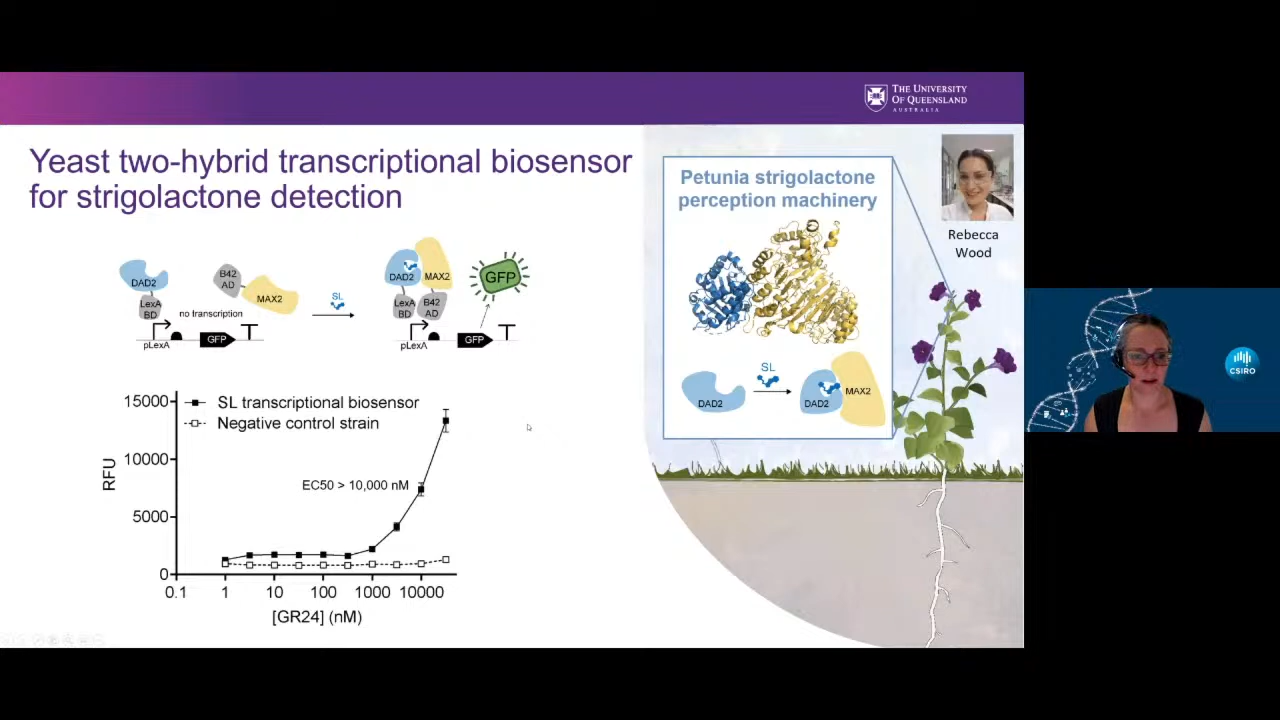 THE UNIVERSITY
OF QUEENSLAND
AUSTRALIA
Yeast two-hybrid transcriptional biosensor
for strigolactone detection
DAD2
B42
AD
MAX2
LexA
BD
no transcription
pLexA
GFP
SL
DAD2
MAX2
LexA
BD
B42
AD
pLexA
GFP
GFP
15000
10000
5000
0
RFU
SL transcriptional biosensor
Negative control strain
EC50 > 10,000 nM
0.1 1 10 100 1000 10000
[GR24] (nM)
Petunia strigolactone
perception machinery
SL
DAD2
DAD2
MAX2
Rebecca
Wood
CSIRO